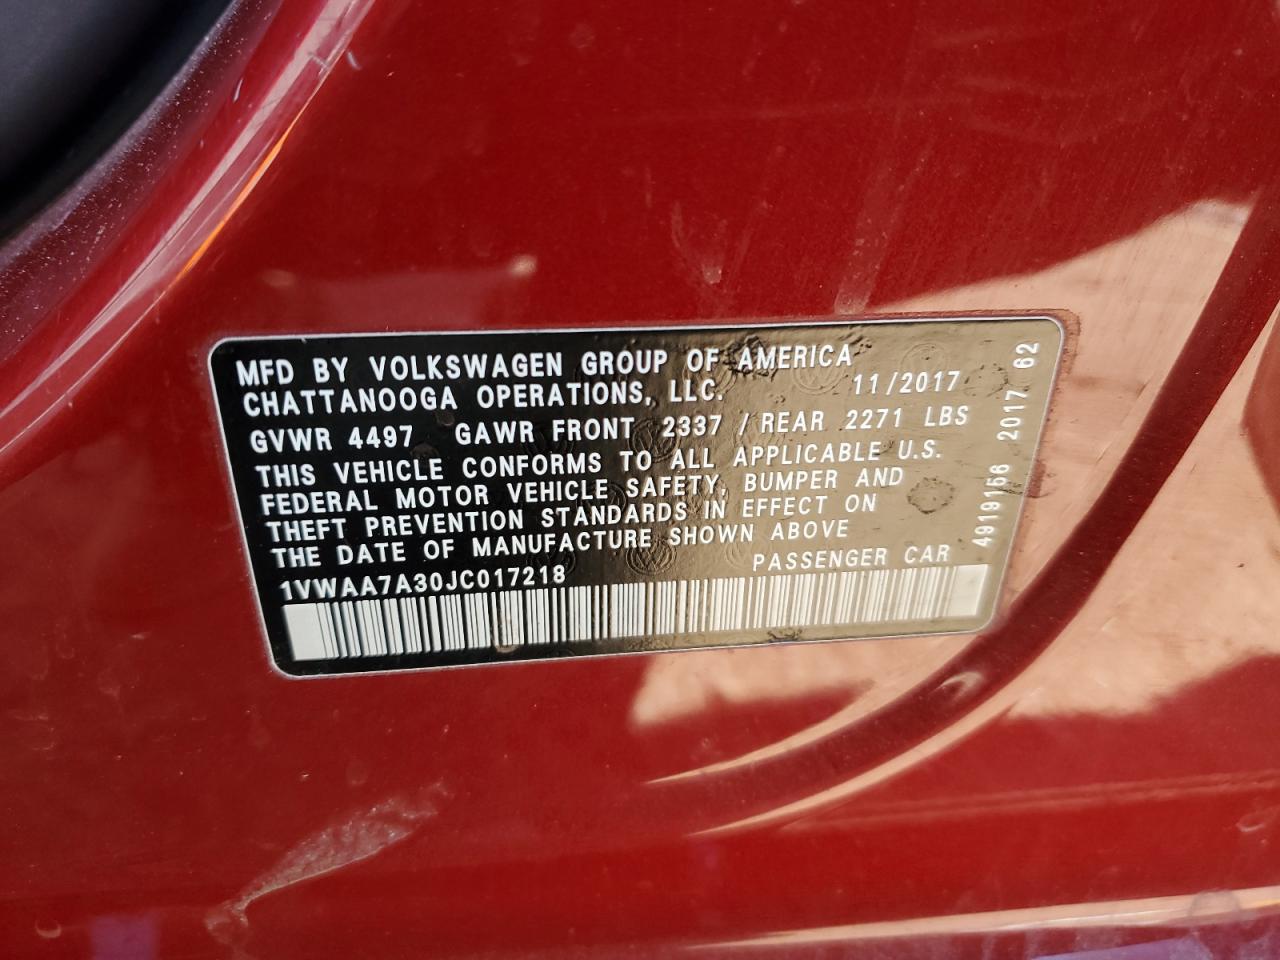 MFD BY VOLKSWAGEN GROUP OF AMERICA
CHATTANOOGA OPERATIONS, LLC. 11/2017
GVWR 4497 GAWR FRONT 2337 / REAR 2271 LBS
THIS VEHICLE CONFORMS TO ALL APPLICABLE U.S.
FEDERAL MOTOR VEHICLE SAFETY, BUMPER AND
THEFT PREVENTION STANDARDS IN EFFECT ON
THE DATE OF MANUFACTURE SHOWN ABOVE
PASSENGER CAR
1VWAA7A30JC017218
4919166 2017 62